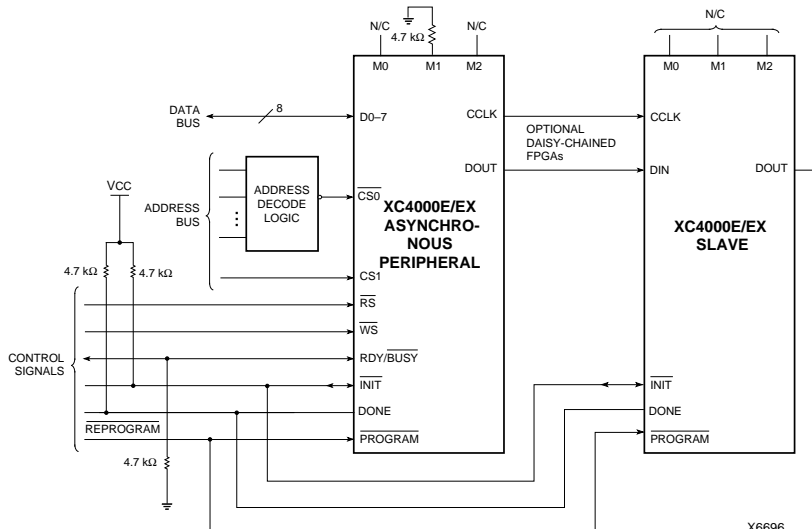 N/C
4.7 kΩ
N/C
N/C
M0
M1
M2
M0
M1
M2
DATA
BUS
8
D0–7
CCLK
OPTIONAL
DAISY-CHAINED
FPGAs
CCLK
DOUT
DIN
DOUT
VCC
ADDRESS
BUS
ADDRESS
DECODE
LOGIC
CS0
XC4000E/EX
ASYNCHRO-
NOUS
PERIPHERAL
XC4000E/EX
SLAVE
4.7 kΩ
4.7 kΩ
CS1
RS
WS
CONTROL
SIGNALS
RDY/BUSY
INIT
INIT
DONE
DONE
REPROGRAM
PROGRAM
PROGRAM
4.7 kΩ
X6696